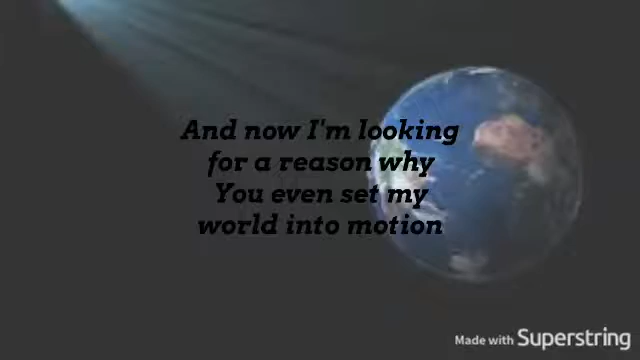 And now I'm looking
for a reason why
You even set my
world into motion
Made with Superstring